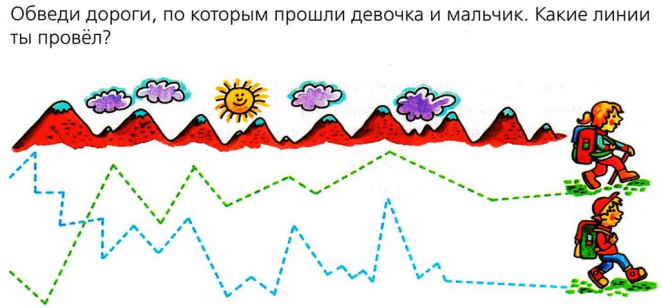 Обведи дороги, по которым прошли девочка и мальчик. Какие линии
ты провёл?